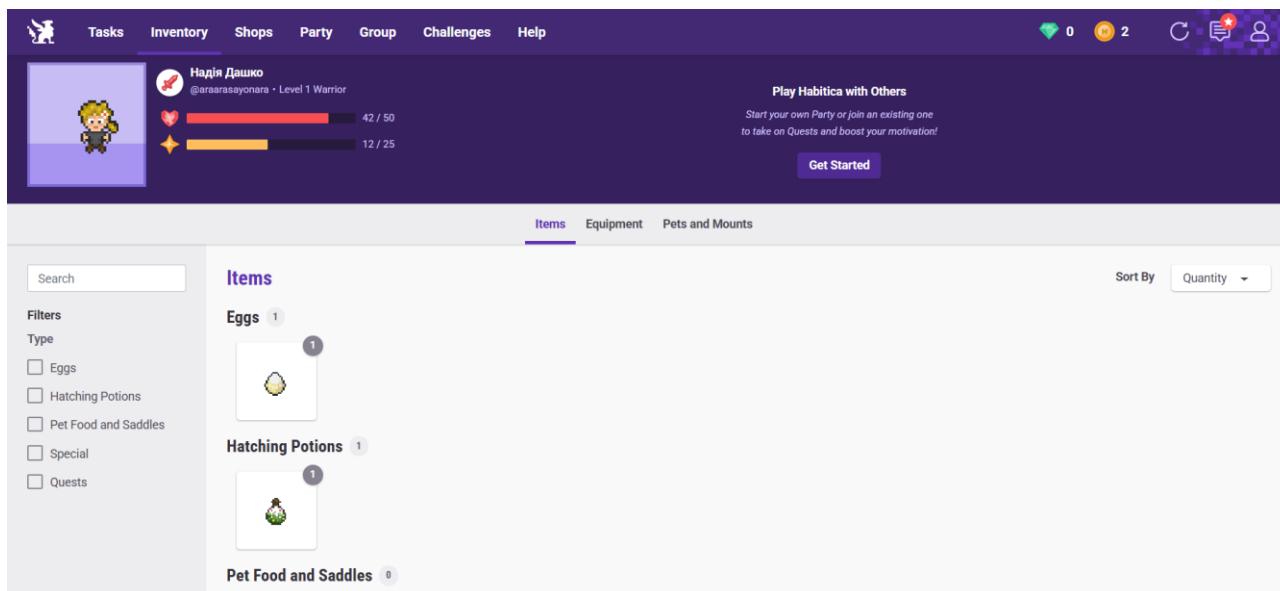 Tasks Inventory Shops Party Group Challenges Help 0 2
Надія Дашко
@araarasayonara • Level 1 Warrior
42 / 50
12 / 25
Play Habitica with Others
Start your own Party or join an existing one
to take on Quests and boost your motivation!
Get Started
Items Equipment Pets and Mounts
Search
Filters
Type
Eggs
Hatching Potions
Pet Food and Saddles
Special
Quests
Items
Sort By Quantity
Eggs 1
1
Hatching Potions 1
1
Pet Food and Saddles 0